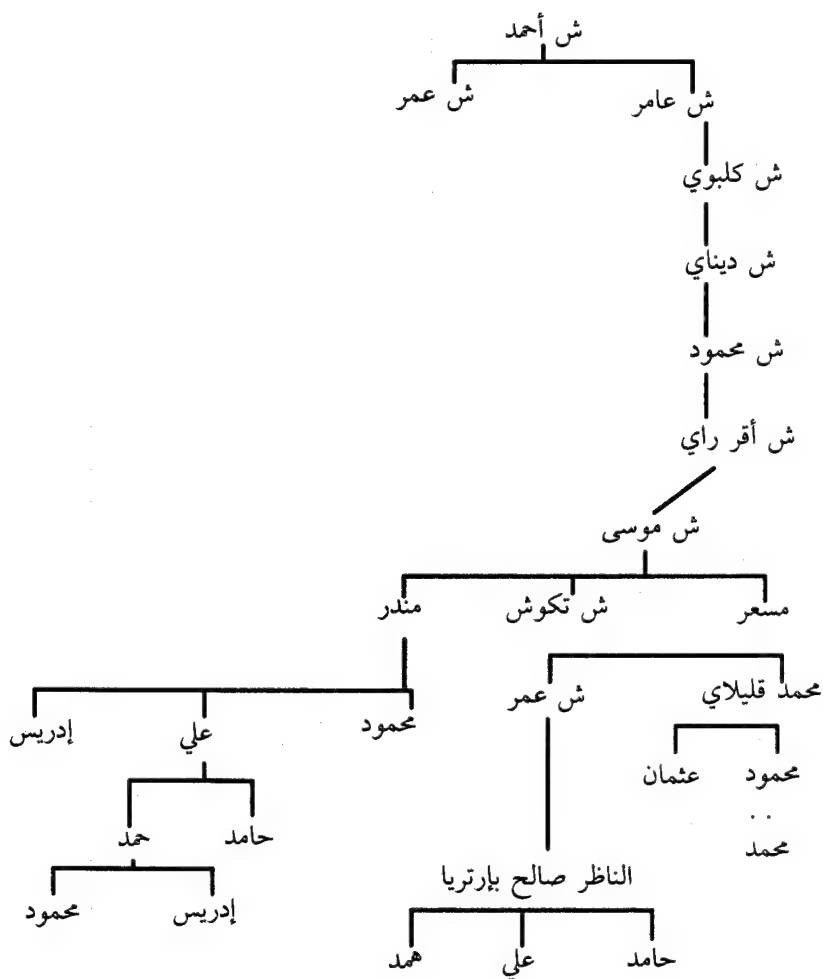 ش أحمد
ش عامر ش عمر
ش كلبوي
ش ديناي
ش محمود
ش أقر راي
ش موسى
مسعر ش تكوش مندر
محمد قليلاي ش عمر
محمود علي إدريس
محمود عثمان
..
محمد
حامد حمد
الناظر صالح بإرتريا
إدريس محمود
حامد علي همد